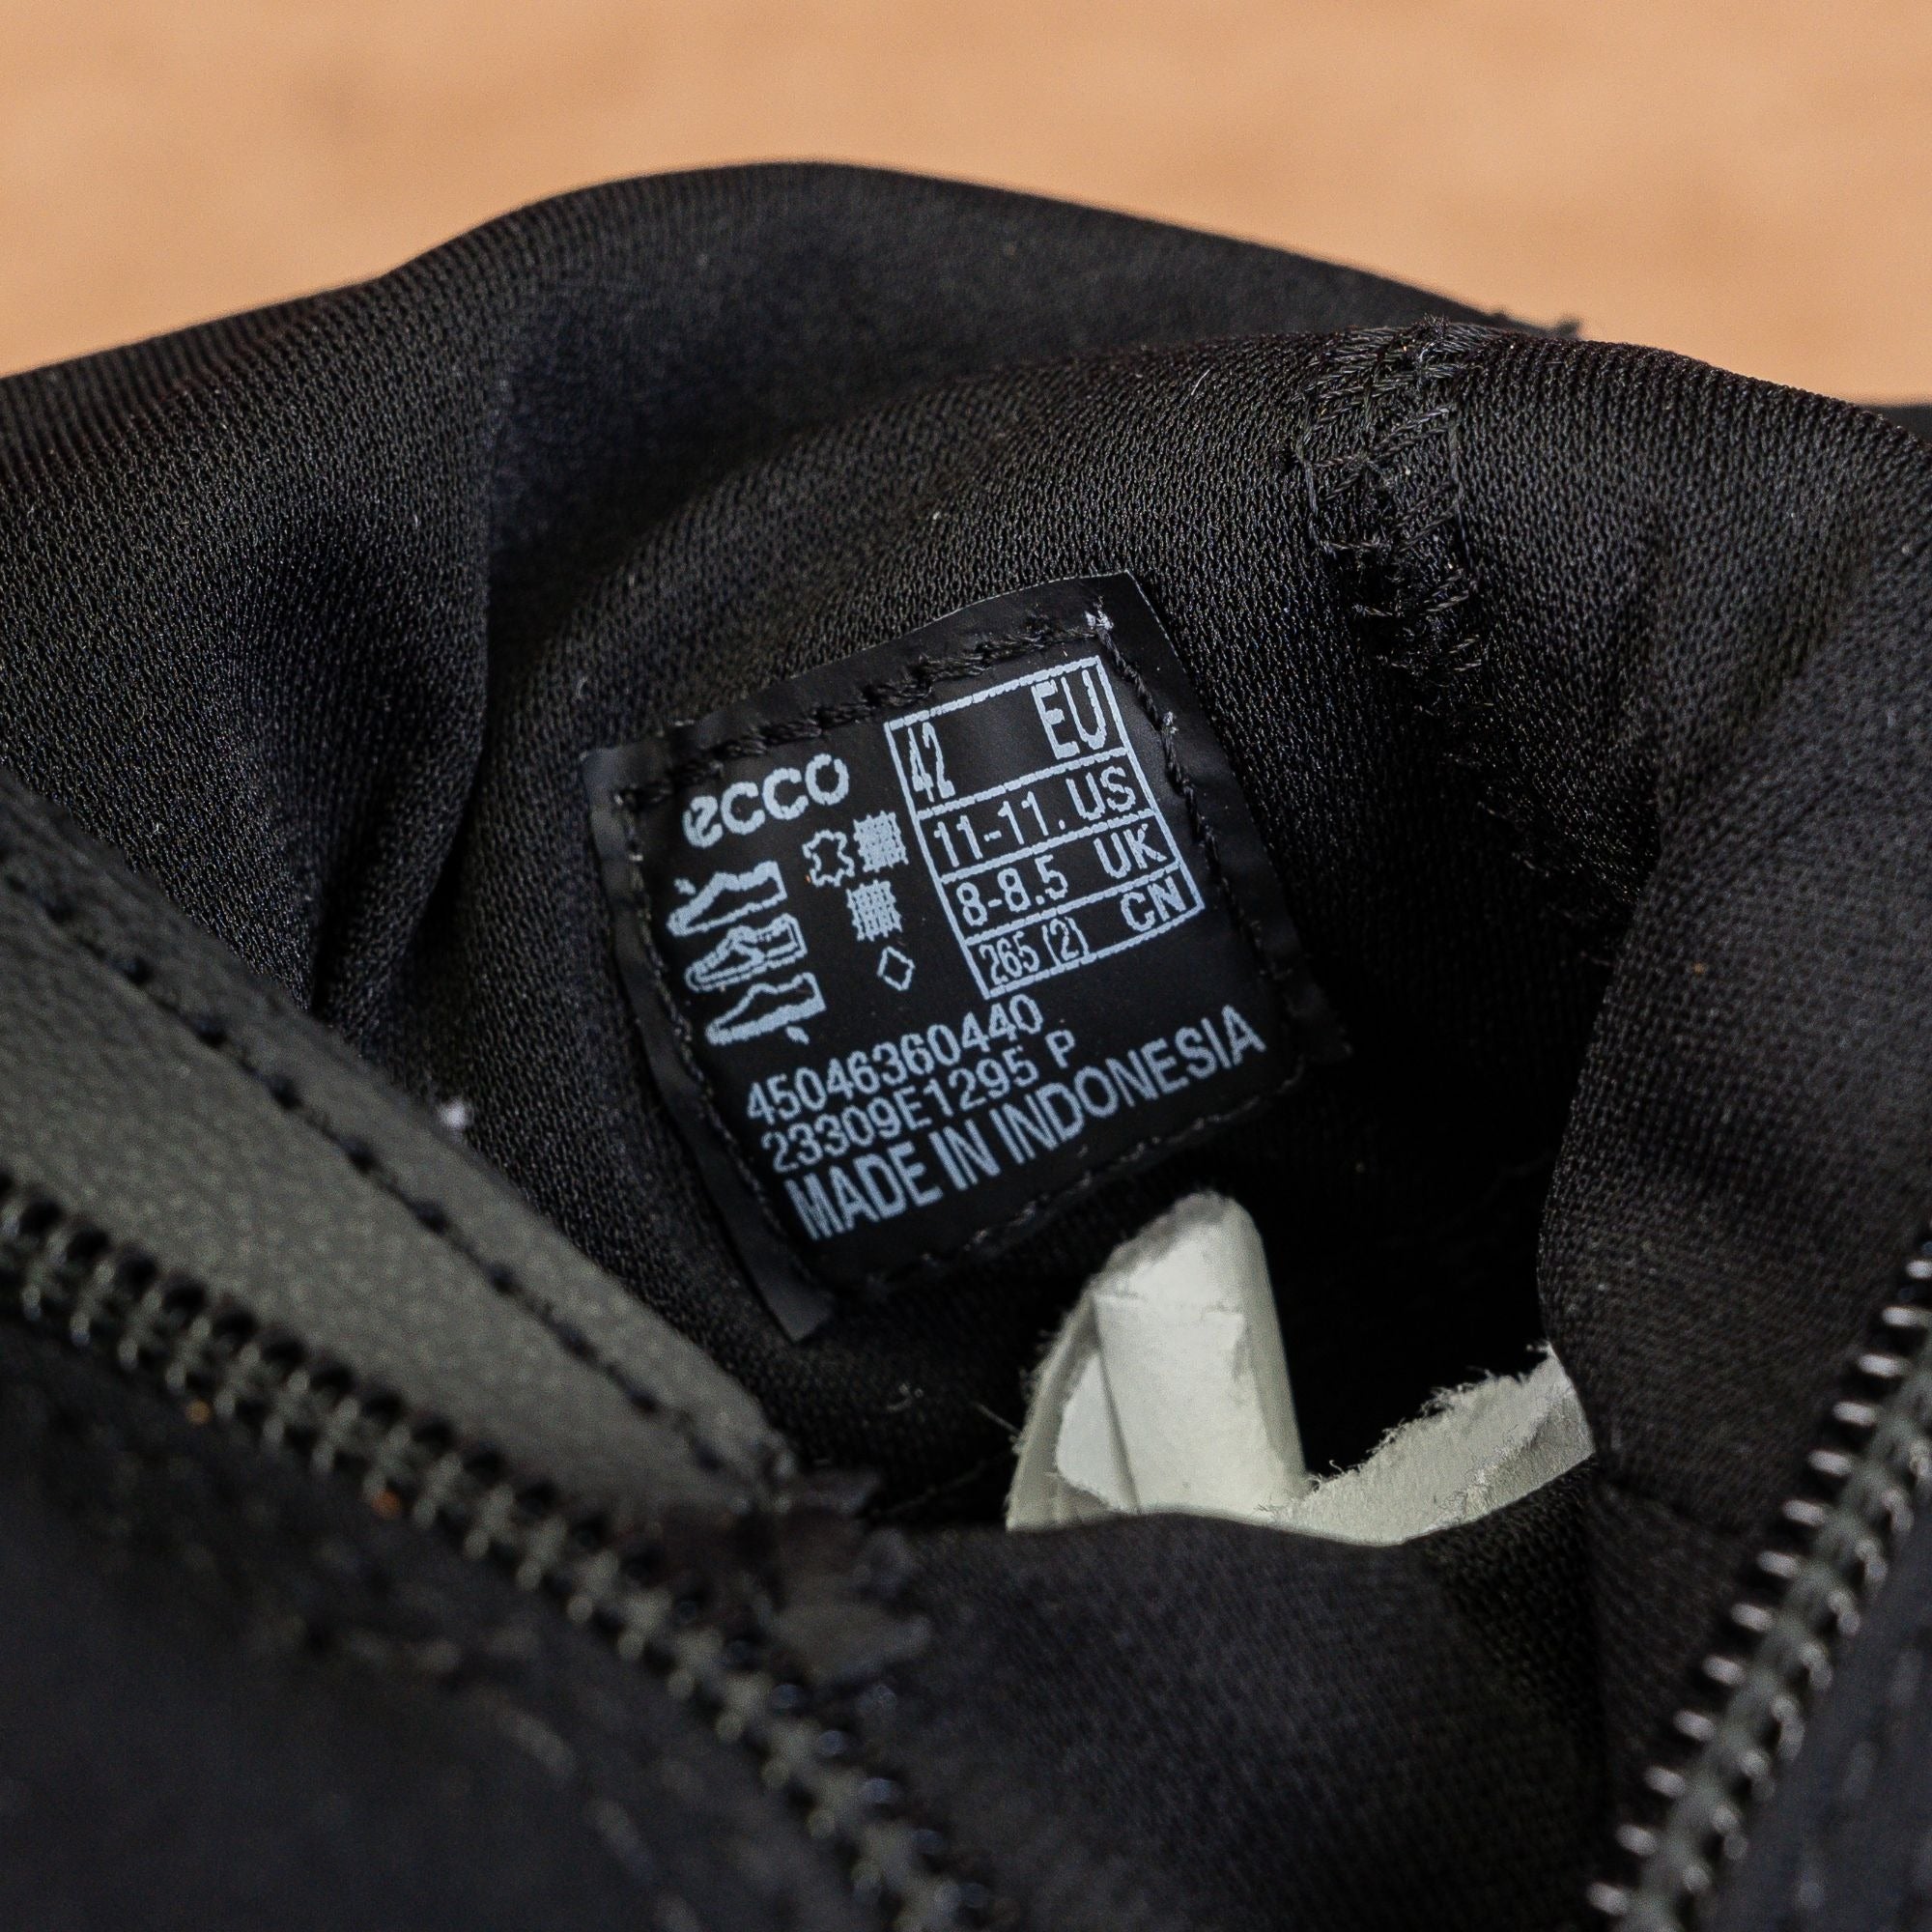 ecco
42 EU
11-11. US
8-8.5 UK
265 (2) CN
45046360440
23309E1295 P
MADE IN INDONESIA